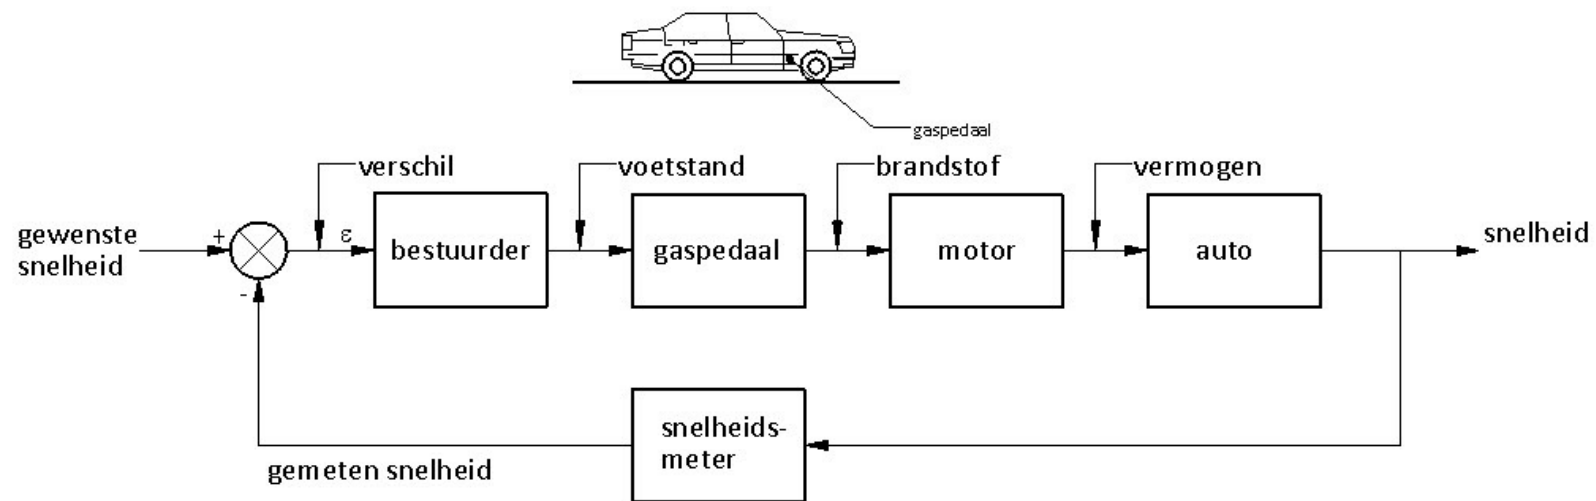 gaspedaal
verschil
voetstand
brandstof
vermogen
gewenste
snelheid
+
ε
bestuurder
gaspedaal
motor
auto
snelheid
-
snelheids-
meter
gemeten snelheid